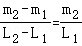 m₂-m₁/L₂-L₁ = m₂/L₁